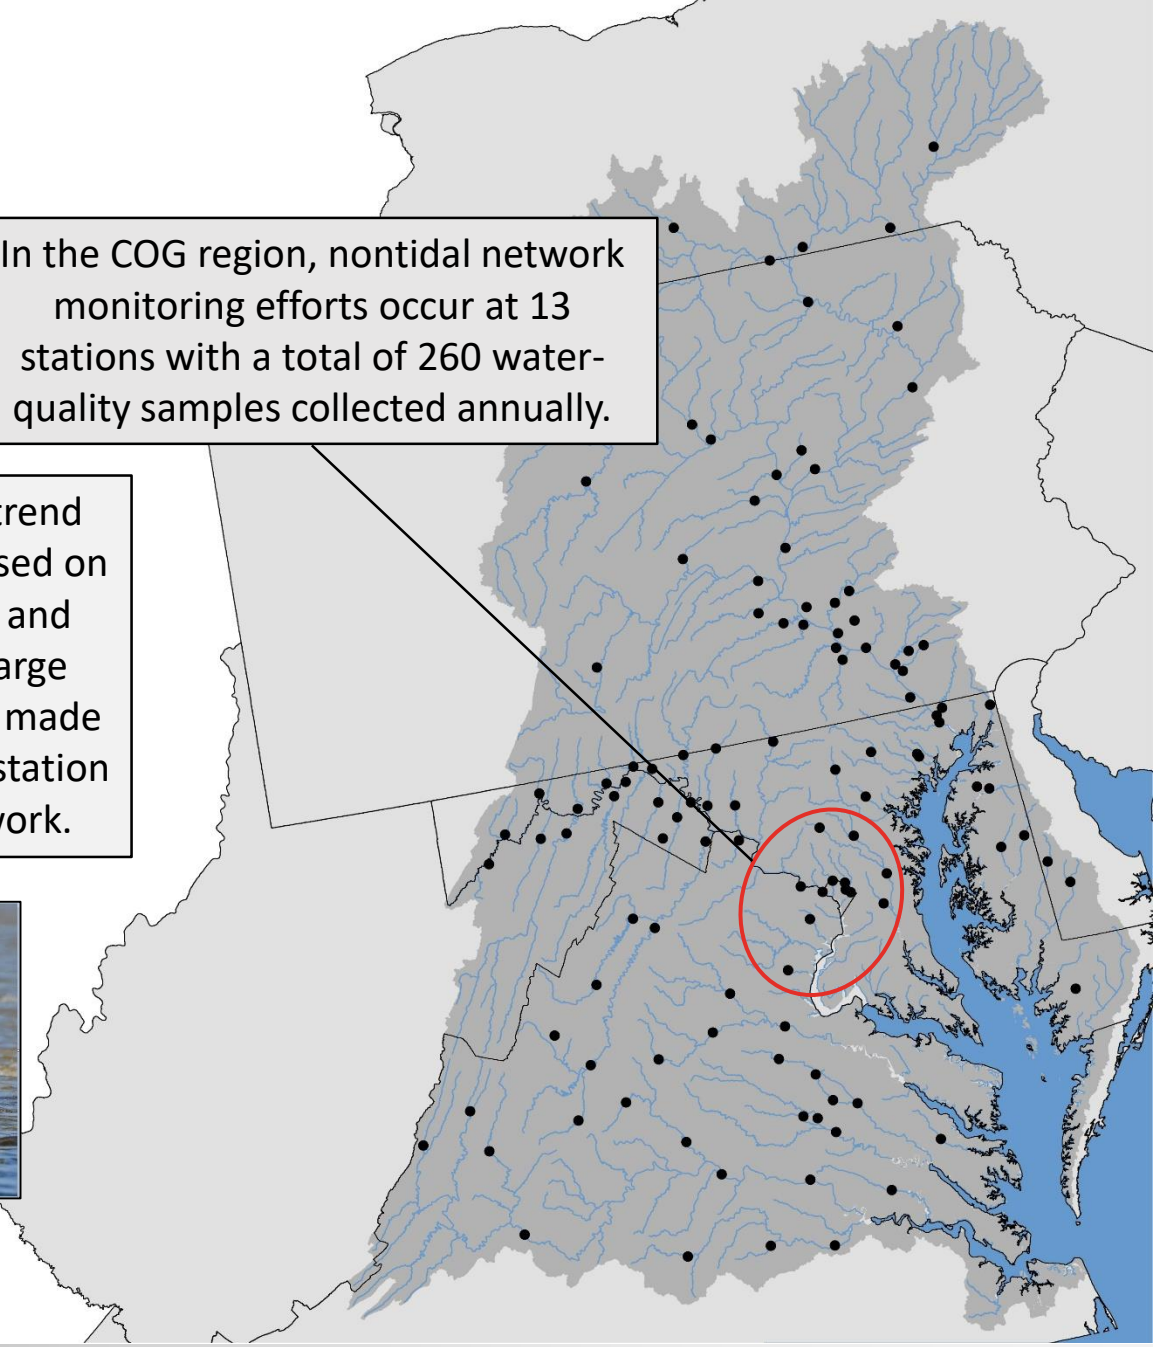 In the COG region, nontidal network
monitoring efforts occur at 13
stations with a total of 260 water-
quality samples collected annually.
trend
sed on
and
arge
made
station
work.